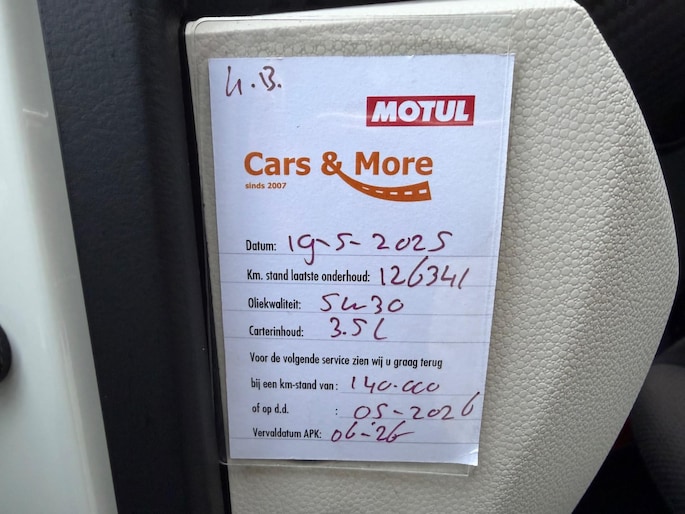 G.B.
MOTUL
Cars & More
sinds 2007
Datum: 19-5-2025
Km. stand laatste onderhoud: 126341
Oliekwaliteit: 5w30
Carterinhoud: 3.5L
Voor de volgende service zien wij u graag terug
bij een km-stand van: 140.000
of op d.d. : 05-2026
Vervaldatum APK: 06-26